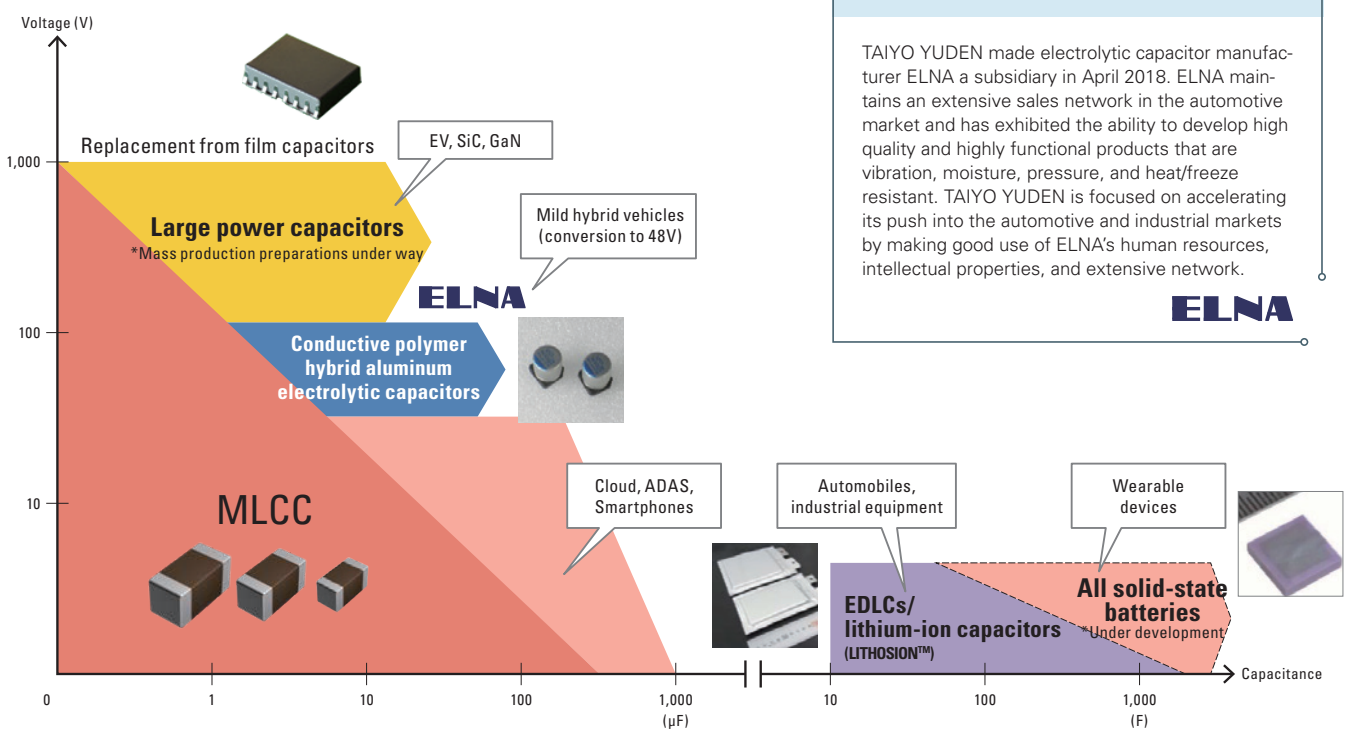 Voltage (V)
TAIYO YUDEN made electrolytic capacitor manufac-
turer ELNA a subsidiary in April 2018. ELNA main-
tains an extensive sales network in the automotive
market and has exhibited the ability to develop high
quality and highly functional products that are
vibration, moisture, pressure, and heat/freeze
resistant. TAIYO YUDEN is focused on accelerating
its push into the automotive and industrial markets
by making good use of ELNA's human resources,
intellectual properties, and extensive network.
ELNA
Replacement from film capacitors
EV, SiC, GaN
1,000
Large power capacitors
*Mass production preparations under way
Mild hybrid vehicles
(conversion to 48V)
ELNA
100
Conductive polymer
hybrid aluminum
electrolytic capacitors
10
MLCC
Cloud, ADAS,
Smartphones
Automobiles,
industrial equipment
Wearable
devices
EDLCs/
lithium-ion capacitors
(LITHOSION™)
All solid-state
batteries
*Under development
Capacitance
0
1
10
100
1,000
(µF)
10
100
1,000
(F)